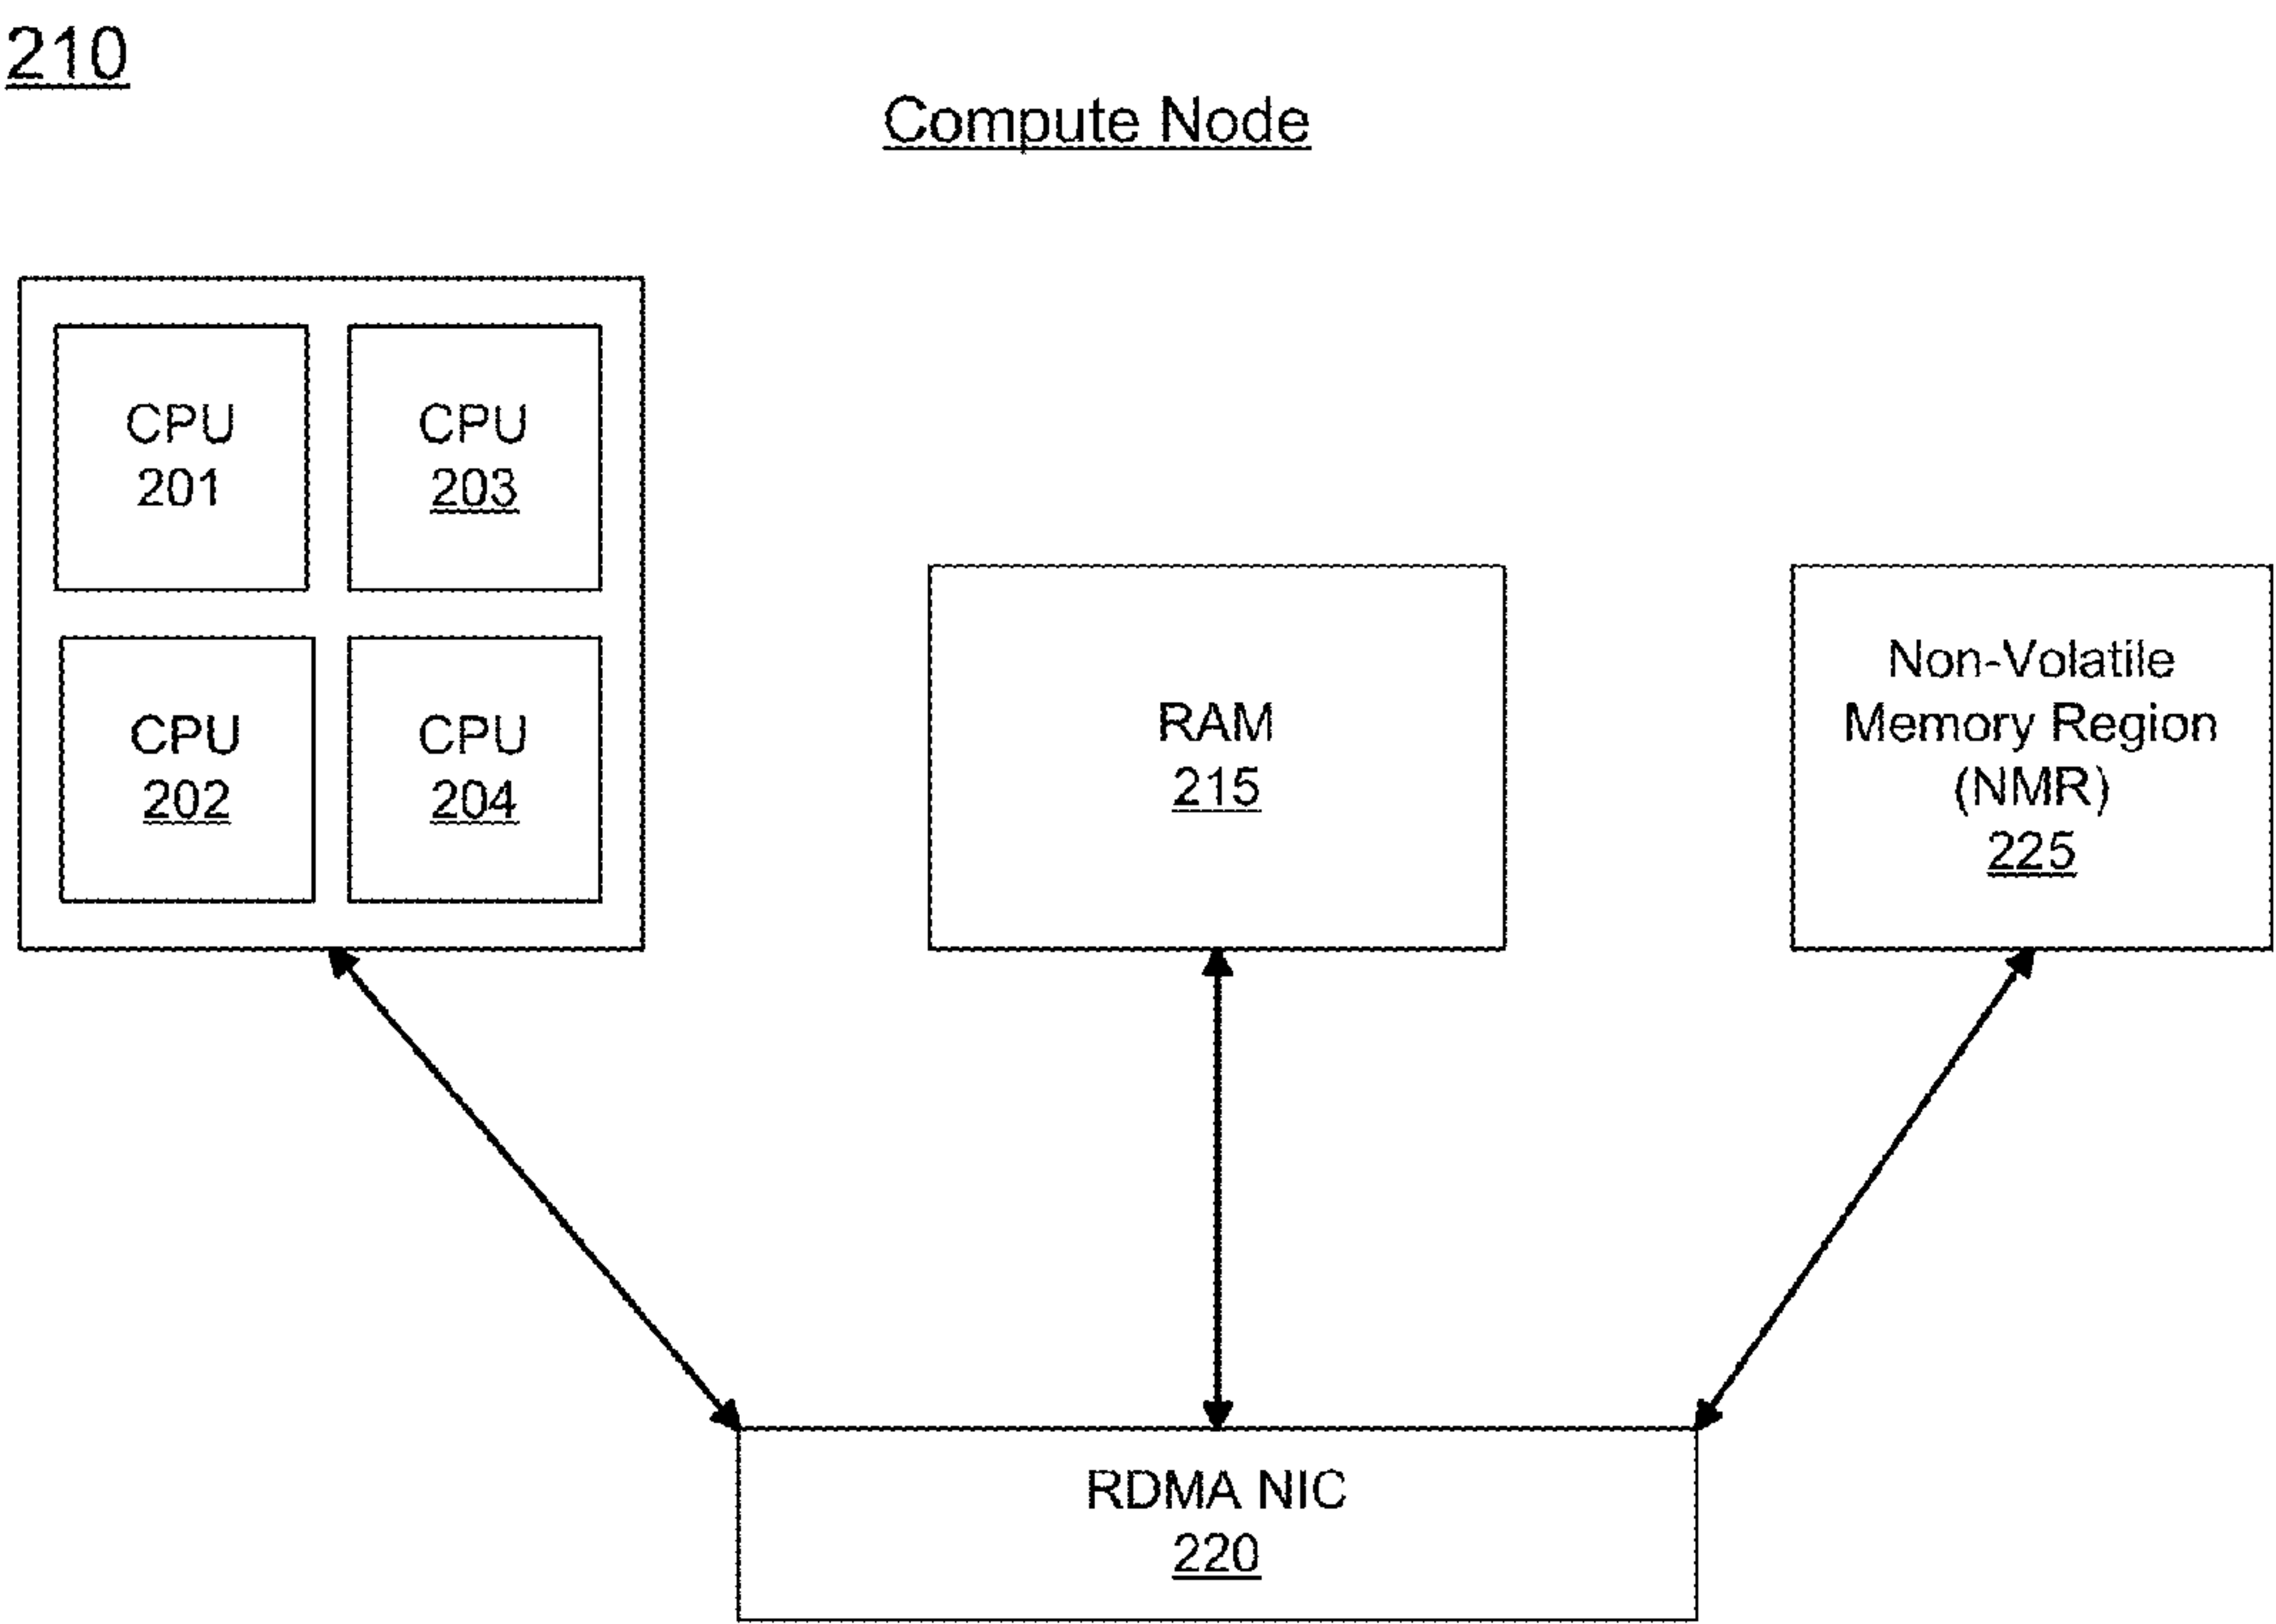 210
Compute Node
CPU
201
CPU
203
CPU
202
CPU
204
RAM
215
Non-Volatile
Memory Region
(NMR)
225
RDMA NIC
220